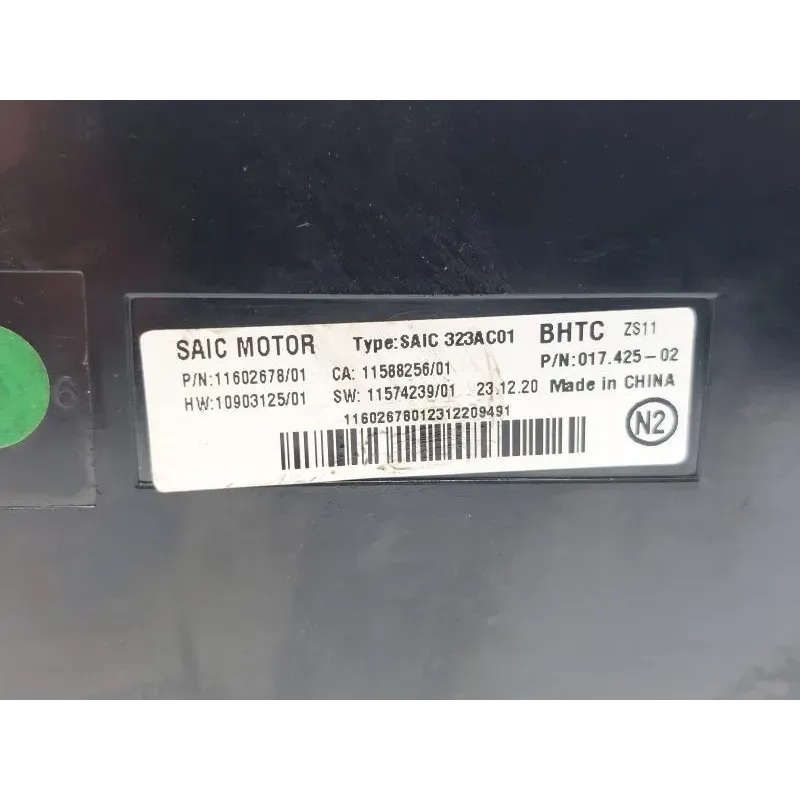 SAIC MOTOR Type:SAIC 323AC01 BHTC ZS11
P/N:11602678/01 CA: 11588256/01 P/N:017.425-02
HW:10903125/01 SW: 11574239/01 23.12.20 Made in CHINA
11602678012312209491
N2
6